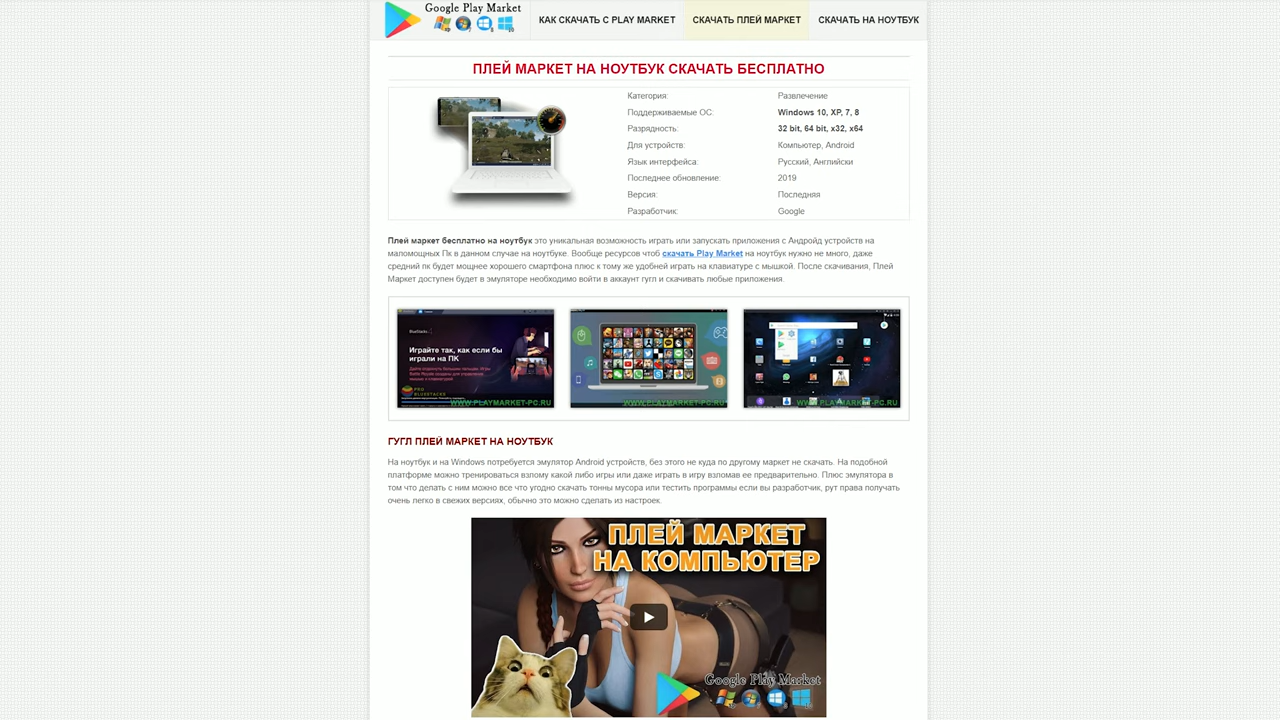 Google Play Market
КАК СКАЧАТЬ С PLAY MARKET
СКАЧАТЬ ПЛЕЙ МАРКЕТ
СКАЧАТЬ НА НОУТБУК
ПЛЕЙ МАРКЕТ НА НОУТБУК СКАЧАТЬ БЕСПЛАТНО
Категория: Развлечение
Поддерживаемые ОС: Windows 10, XP, 7, 8
Разрядность: 32 bit, 64 bit, x32, x64
Для устройств: Компьютер, Android
Язык интерфейса: Русский, Английски
Последнее обновление: 2019
Версия: Последняя
Разработчик: Google
Плей маркет бесплатно на ноутбук это уникальная возможность играть или запускать приложения с Андройд устройств на
маломощных Пк в данном случае на ноутбуке. Вообще ресурсов чтоб скачать Play Market на ноутбук нужно не много, даже
средний пк будет мощнее хорошего смартфона плюс к тому же удобней играть на клавиатуре с мышкой. После скачивания, Плей
Маркет доступен будет в эмуляторе необходимо войти в аккаунт гугл и скачивать любые приложения.
Играйте так, как если бы
играли на ПК
PRO
BLUESTACKS
WWW.PLAYMARKET-PC.RU
WWW.PLAYMARKET-PC.RU
WWW.PLAYMARKET-PC.RU
ГУГЛ ПЛЕЙ МАРКЕТ НА НОУТБУК
На ноутбук и на Windows потребуется эмулятор Android устройств, без этого не куда по другому маркет не скачать. На подобной
платформе можно тренироваться взлому какой либо игры или даже играть в игру взломав ее предварительно. Плюс эмулятора в
том что делать с ним можно все что угодно скачать тонны мусора или тестить программы если вы разработчик, рут права получать
очень легко в свежих версиях, обычно это можно сделать из настроек.
ПЛЕЙ МАРКЕТ
НА КОМПЬЮТЕР
Google Play Market